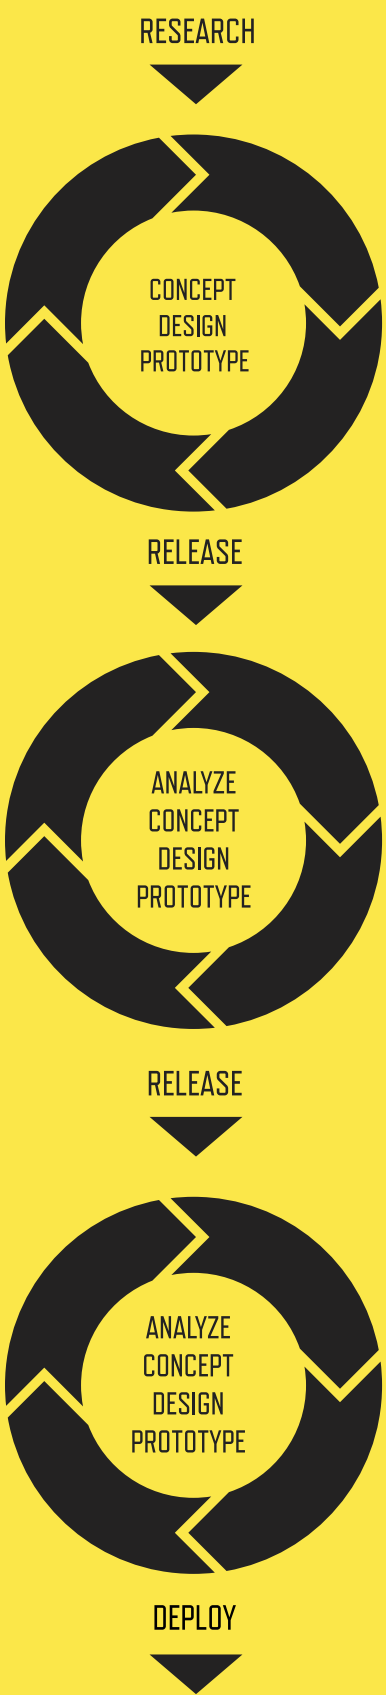 RESEARCH
CONCEPT
DESIGN
PROTOTYPE
RELEASE
ANALYZE
CONCEPT
DESIGN
PROTOTYPE
RELEASE
ANALYZE
CONCEPT
DESIGN
PROTOTYPE
DEPLOY